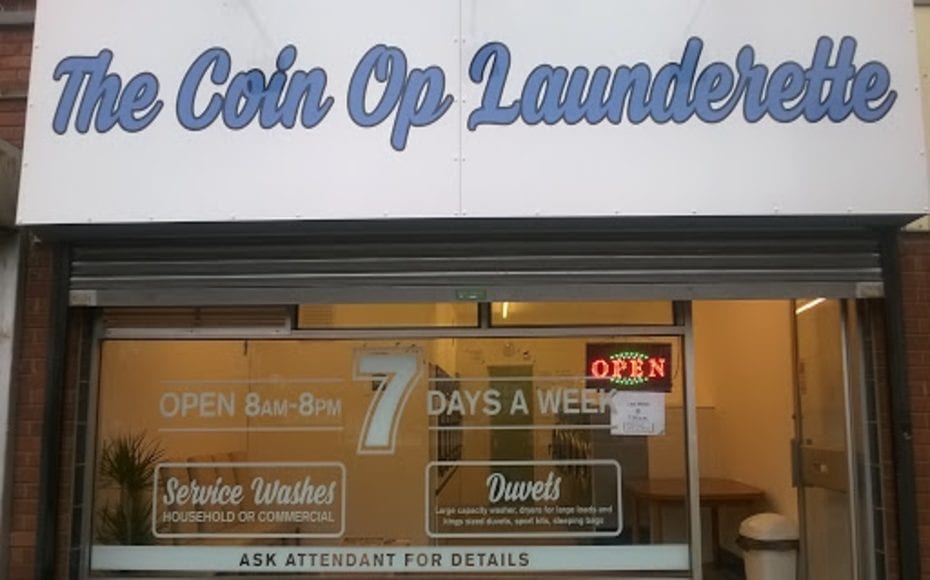 The Coin Op Launderette
OPEN 8AM-8PM 7 DAYS A WEEK
OPEN
Service Washes
HOUSEHOLD OR COMMERCIAL
Duvets
Large capacity washer, dryers for large loads and
kings sized duvets, sport kits, sleeping bags
ASK ATTENDANT FOR DETAILS